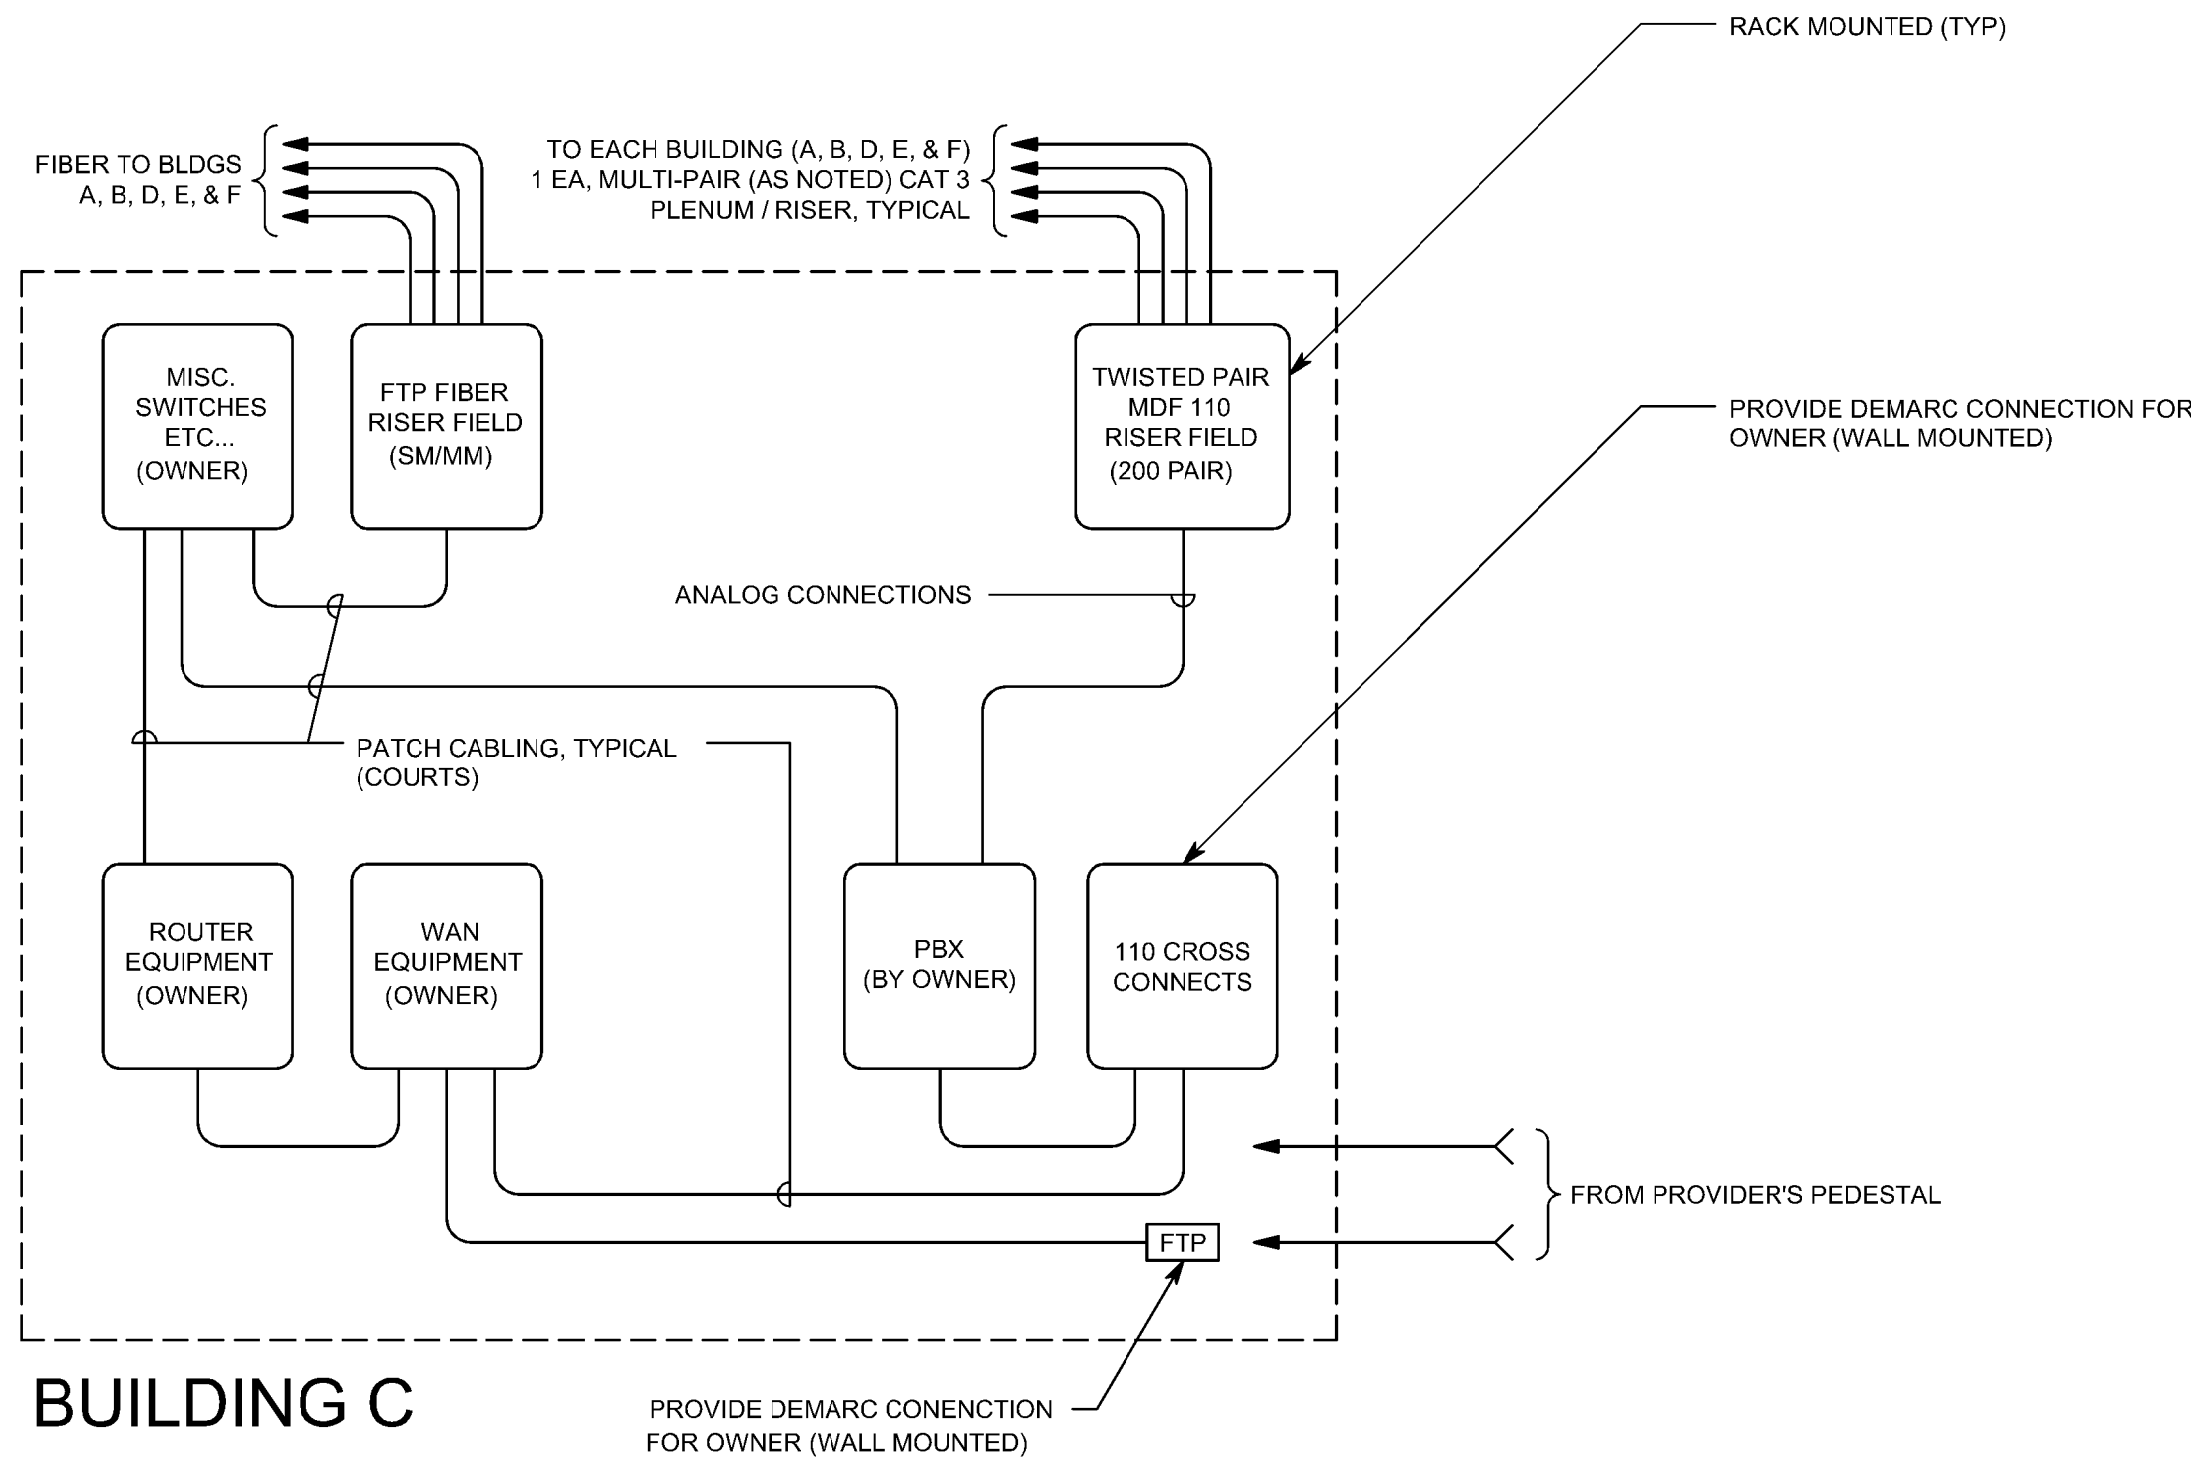 RACK MOUNTED (TYP)
FIBER TO BLDGS
A, B, D, E, & F
TO EACH BUILDING (A, B, D, E, & F)
1 EA, MULTI-PAIR (AS NOTED) CAT 3
PLENUM / RISER, TYPICAL
MISC.
SWITCHES
ETC...
(OWNER)
FTP FIBER
RISER FIELD
(SM/MM)
TWISTED PAIR
MDF 110
RISER FIELD
(200 PAIR)
PROVIDE DEMARC CONNECTION FOR
OWNER (WALL MOUNTED)
ANALOG CONNECTIONS
PATCH CABLING, TYPICAL
(COURTS)
ROUTER
EQUIPMENT
(OWNER)
WAN
EQUIPMENT
(OWNER)
PBX
(BY OWNER)
110 CROSS
CONNECTS
FROM PROVIDER'S PEDESTAL
FTP
BUILDING C
PROVIDE DEMARC CONENCTION
FOR OWNER (WALL MOUNTED)